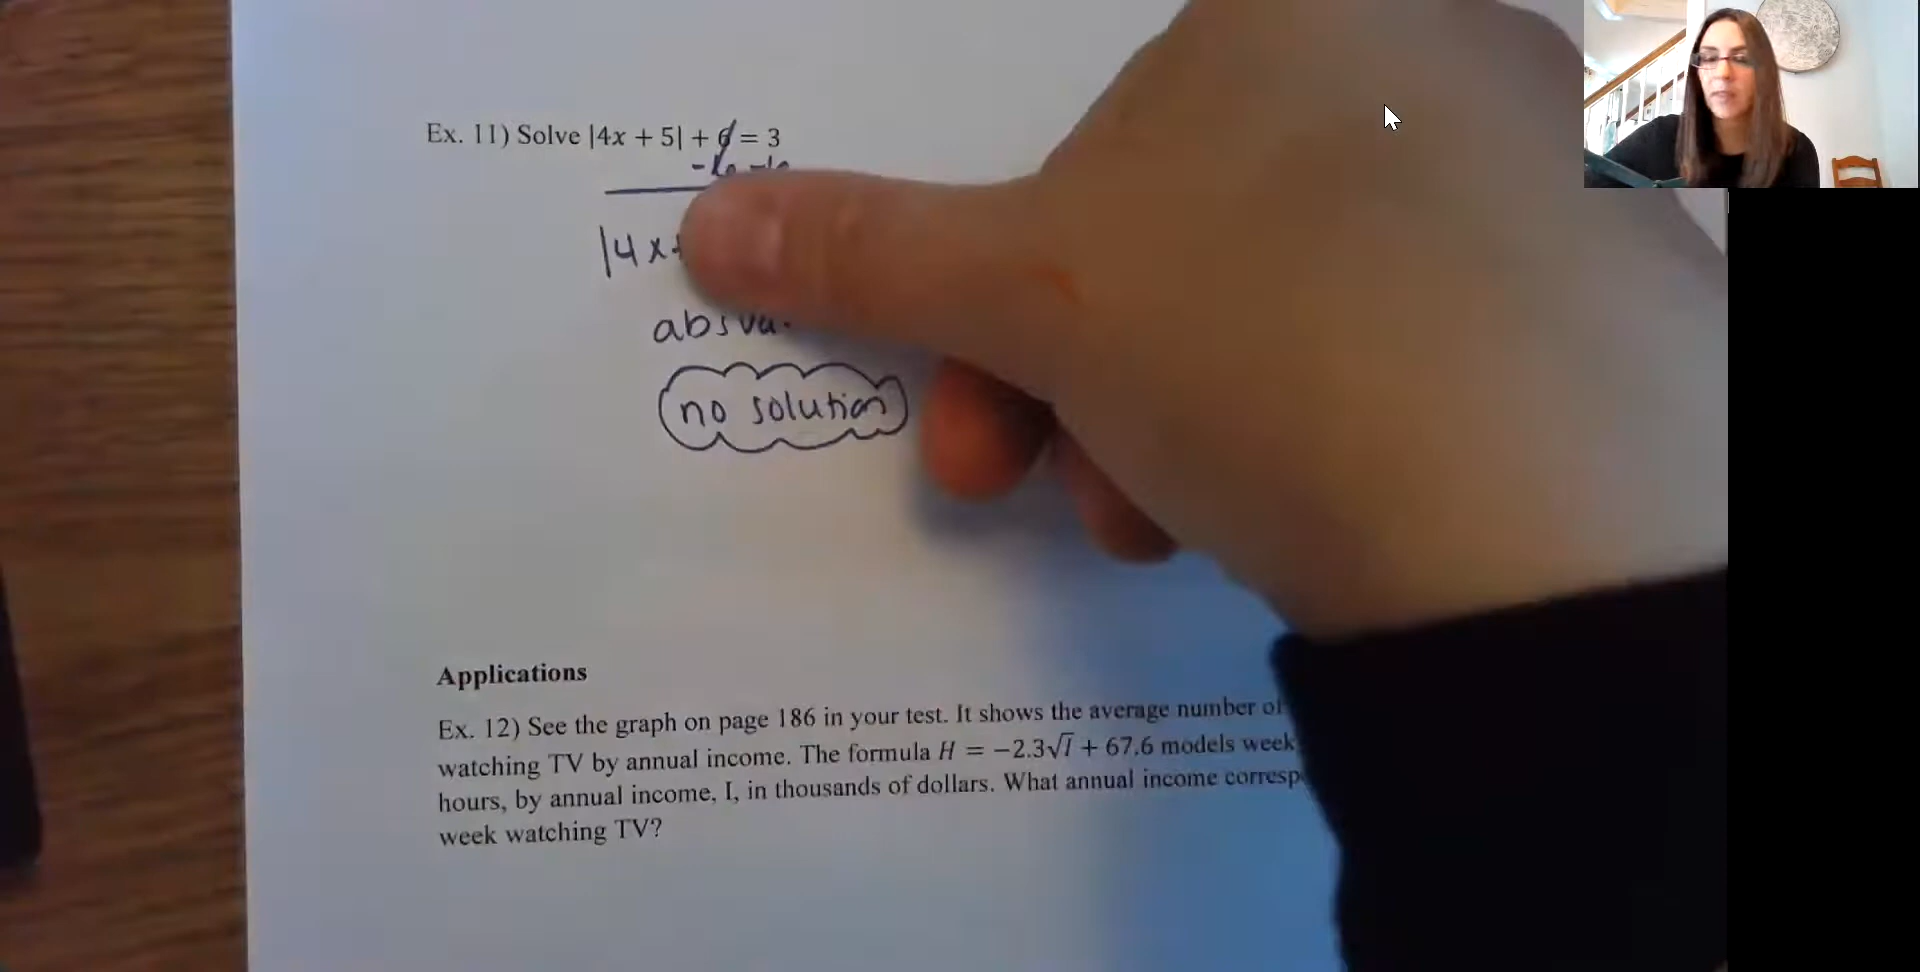 Ex. 11) Solve |4x + 5| + 6 = 3
-6 -6
|4x+
abs va
no solution
Applications
Ex. 12) See the graph on page 186 in your test. It shows the average number of
watching TV by annual income. The formula H = −2.3√I + 67.6 models week
hours, by annual income, I, in thousands of dollars. What annual income corresp
week watching TV?